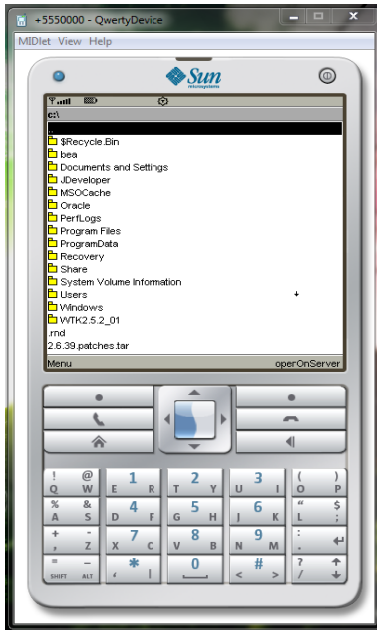 +5550000 - QwertyDevice
MIDlet View Help
Sun
microsystems
c:\
..
$Recycle.Bin
bea
Documents and Settings
JDeveloper
MSOCache
Oracle
PerfLogs
Program Files
ProgramData
Recovery
Share
System Volume Information
Users
Windows
WTK2.5.2_01
.rnd
2.6.39.patches.tar
Menu operOnServer
! @ 1 2 3 ( )
Q W E R T Y U I O P
% & 4 5 6 " $
A S D F G H J K L ;
+ - 7 8 9 :
, Z X C V B N M .
= _ * 0 # ?
SHIFT ALT ‘ | < > /